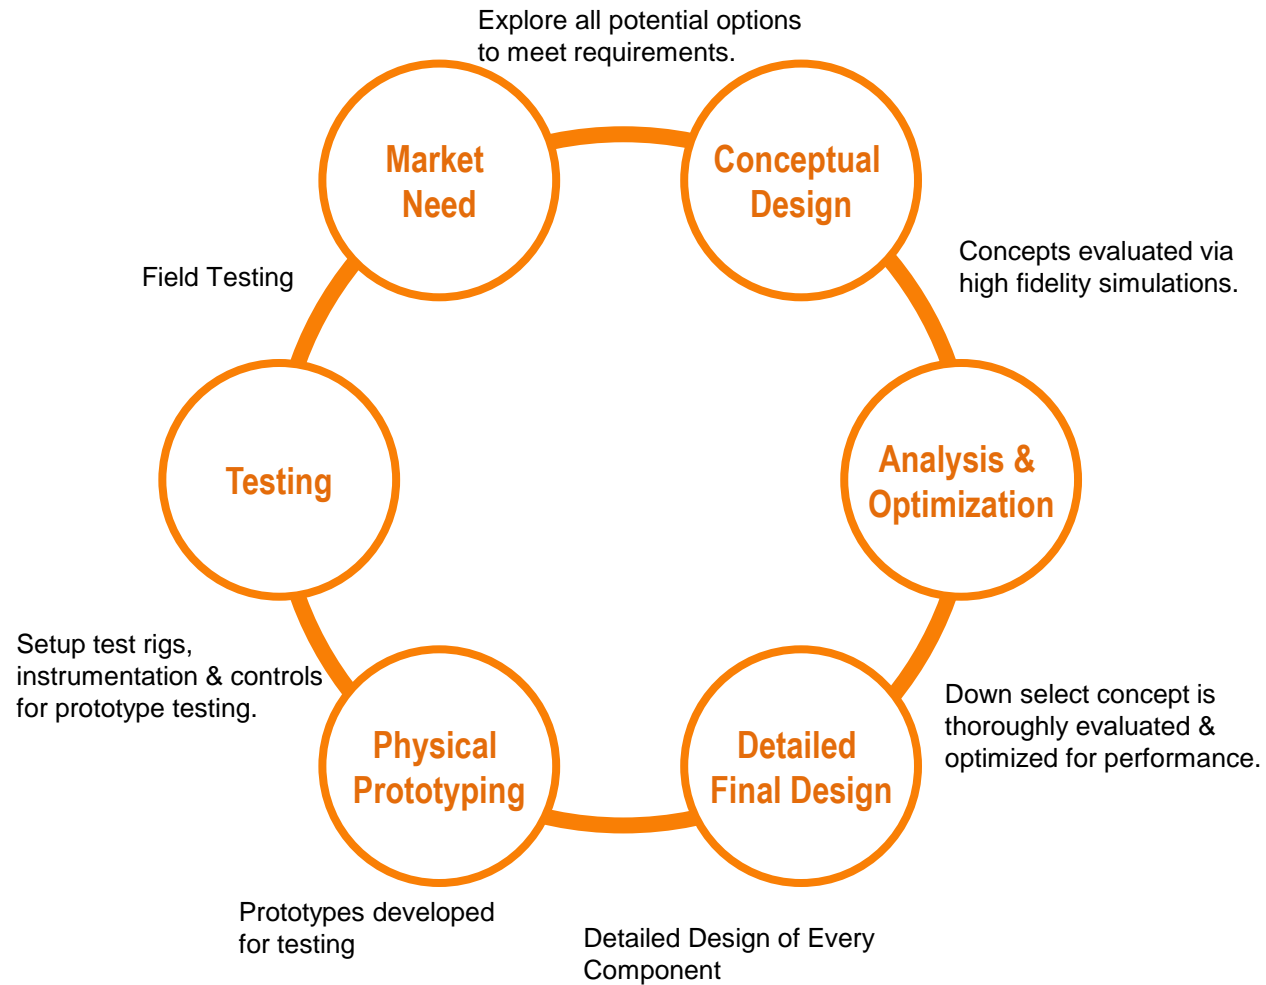 Explore all potential options
to meet requirements.
Market
Need
Conceptual
Design
Concepts evaluated via
high fidelity simulations.
Field Testing
Testing
Analysis &
Optimization
Setup test rigs,
instrumentation & controls
for prototype testing.
Down select concept is
thoroughly evaluated &
optimized for performance.
Physical
Prototyping
Detailed
Final Design
Prototypes developed
for testing
Detailed Design of Every
Component